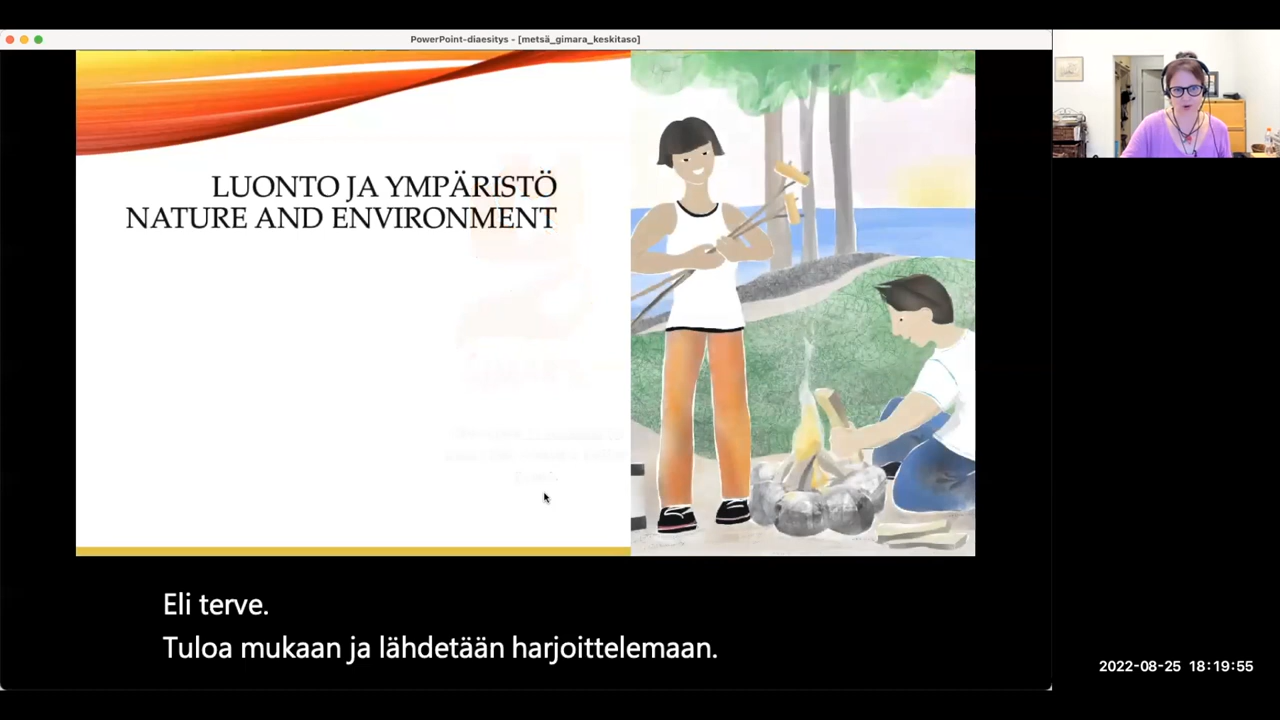 PowerPoint-diaesitys - [metsä_gimara_keskitaso]
LUONTO JA YMPÄRISTÖ
NATURE AND ENVIRONMENT
Eli terve.
Tuloa mukaan ja lähdetään harjoittelemaan.
2022-08-25 18:19:55